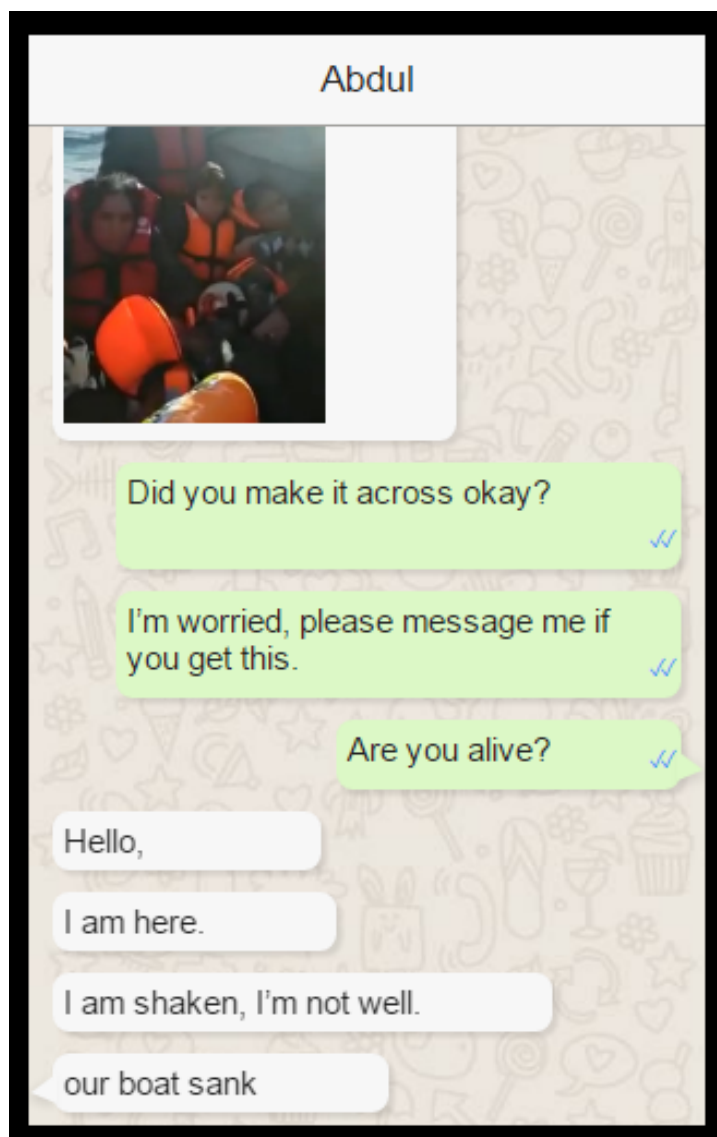 Abdul
Did you make it across okay?
I’m worried, please message me if
you get this.
Are you alive?
Hello,
I am here.
I am shaken, I’m not well.
our boat sank